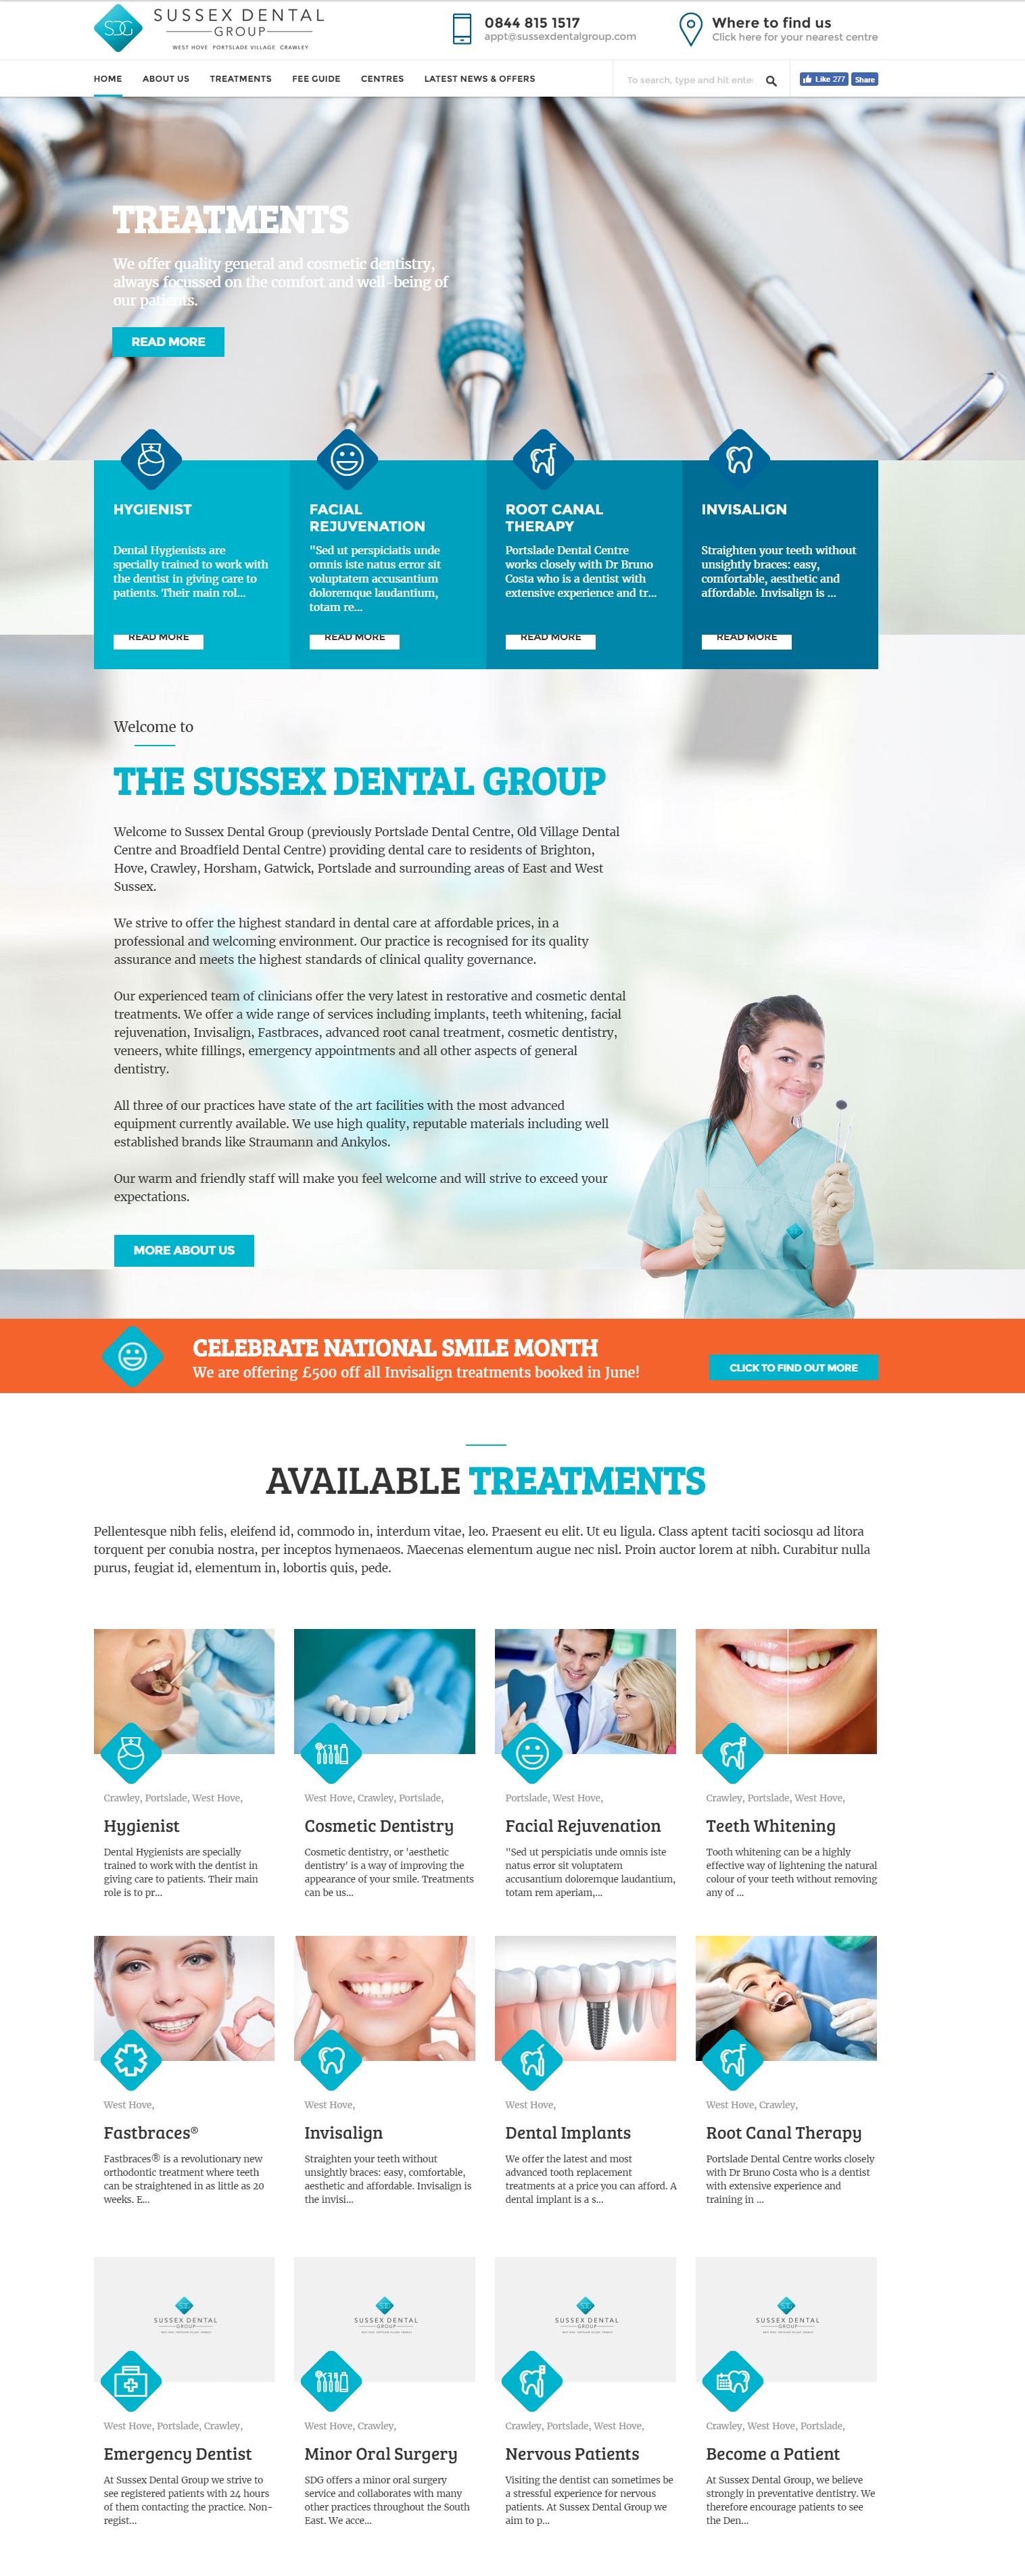 SDG
SUSSEX DENTAL
GROUP
WEST HOVE PORTSLADE VILLAGE CRAWLEY
0844 815 1517
appt@sussexdentalgroup.com
Where to find us
Click here for your nearest centre
HOME ABOUT US TREATMENTS FEE GUIDE CENTRES LATEST NEWS & OFFERS
To search, type and hit ente
Like 277 Share
TREATMENTS
We offer quality general and cosmetic dentistry,
always focussed on the comfort and well-being of
our patients.
READ MORE
HYGIENIST
Dental Hygienists are
specially trained to work with
the dentist in giving care to
patients. Their main rol...
READ MORE
FACIAL
REJUVENATION
"Sed ut perspiciatis unde
omnis iste natus error sit
voluptatem accusantium
doloremque laudantium,
totam re...
READ MORE
ROOT CANAL
THERAPY
Portslade Dental Centre
works closely with Dr Bruno
Costa who is a dentist with
extensive experience and tr...
READ MORE
INVISALIGN
Straighten your teeth without
unsightly braces: easy,
comfortable, aesthetic and
affordable. Invisalign is ...
READ MORE
Welcome to
THE SUSSEX DENTAL GROUP
Welcome to Sussex Dental Group (previously Portslade Dental Centre, Old Village Dental
Centre and Broadfield Dental Centre) providing dental care to residents of Brighton,
Hove, Crawley, Horsham, Gatwick, Portslade and surrounding areas of East and West
Sussex.
We strive to offer the highest standard in dental care at affordable prices, in a
professional and welcoming environment. Our practice is recognised for its quality
assurance and meets the highest standards of clinical quality governance.
Our experienced team of clinicians offer the very latest in restorative and cosmetic dental
treatments. We offer a wide range of services including implants, teeth whitening, facial
rejuvenation, Invisalign, Fastbraces, advanced root canal treatment, cosmetic dentistry,
veneers, white fillings, emergency appointments and all other aspects of general
dentistry.
All three of our practices have state of the art facilities with the most advanced
equipment currently available. We use high quality, reputable materials including well
established brands like Straumann and Ankylos.
Our warm and friendly staff will make you feel welcome and will strive to exceed your
expectations.
MORE ABOUT US
CELEBRATE NATIONAL SMILE MONTH
We are offering £500 off all Invisalign treatments booked in June!
CLICK TO FIND OUT MORE
AVAILABLE TREATMENTS
Pellentesque nibh felis, eleifend id, commodo in, interdum vitae, leo. Praesent eu elit. Ut eu ligula. Class aptent taciti sociosqu ad litora
torquent per conubia nostra, per inceptos hymenaeos. Maecenas elementum augue nec nisl. Proin auctor lorem at nibh. Curabitur nulla
purus, feugiat id, elementum in, lobortis quis, pede.
Crawley, Portslade, West Hove,
Hygienist
Dental Hygienists are specially
trained to work with the dentist in
giving care to patients. Their main
role is to pr...
West Hove, Crawley, Portslade,
Cosmetic Dentistry
Cosmetic dentistry, or 'aesthetic
dentistry' is a way of improving the
appearance of your smile. Treatments
can be us...
Portslade, West Hove,
Facial Rejuvenation
"Sed ut perspiciatis unde omnis iste
natus error sit voluptatem
accusantium doloremque laudantium,
totam rem aperiam,...
Crawley, Portslade, West Hove,
Teeth Whitening
Tooth whitening can be a highly
effective way of lightening the natural
colour of your teeth without removing
any of ...
West Hove,
Fastbraces®
Fastbraces® is a revolutionary new
orthodontic treatment where teeth
can be straightened in as little as 20
weeks. E...
West Hove,
Invisalign
Straighten your teeth without
unsightly braces: easy, comfortable,
aesthetic and affordable. Invisalign is
the invisi...
West Hove,
Dental Implants
We offer the latest and most
advanced tooth replacement
treatments at a price you can afford. A
dental implant is a s...
West Hove, Crawley,
Root Canal Therapy
Portslade Dental Centre works closely
with Dr Bruno Costa who is a dentist
with extensive experience and
training in ...
SUSSEX DENTAL
GROUP
West Hove, Portslade, Crawley,
Emergency Dentist
At Sussex Dental Group we strive to
see registered patients with 24 hours
of them contacting the practice. Non-
regist...
SUSSEX DENTAL
GROUP
West Hove, Crawley,
Minor Oral Surgery
SDG offers a minor oral surgery
service and collaborates with many
other practices throughout the South
East. We acce...
SUSSEX DENTAL
GROUP
Crawley, Portslade, West Hove,
Nervous Patients
Visiting the dentist can sometimes be
a stressful experience for nervous
patients. At Sussex Dental Group we
aim to p...
SUSSEX DENTAL
GROUP
Crawley, West Hove, Portslade,
Become a Patient
At Sussex Dental Group, we believe
strongly in preventative dentistry. We
therefore encourage patients to see
the Den...